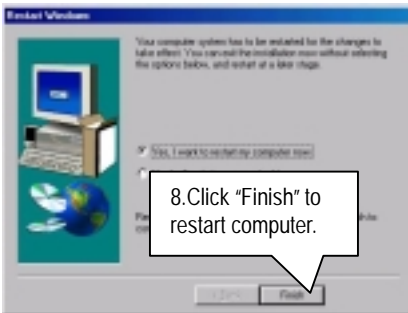 Restart Windows
Your computer system has to be restarted for the changes to
take effect. You can exit the installation now without selecting
the options below, and restart at a later stage.
Yes, I want to restart my computer now
8.Click “Finish” to
restart computer.
Finish